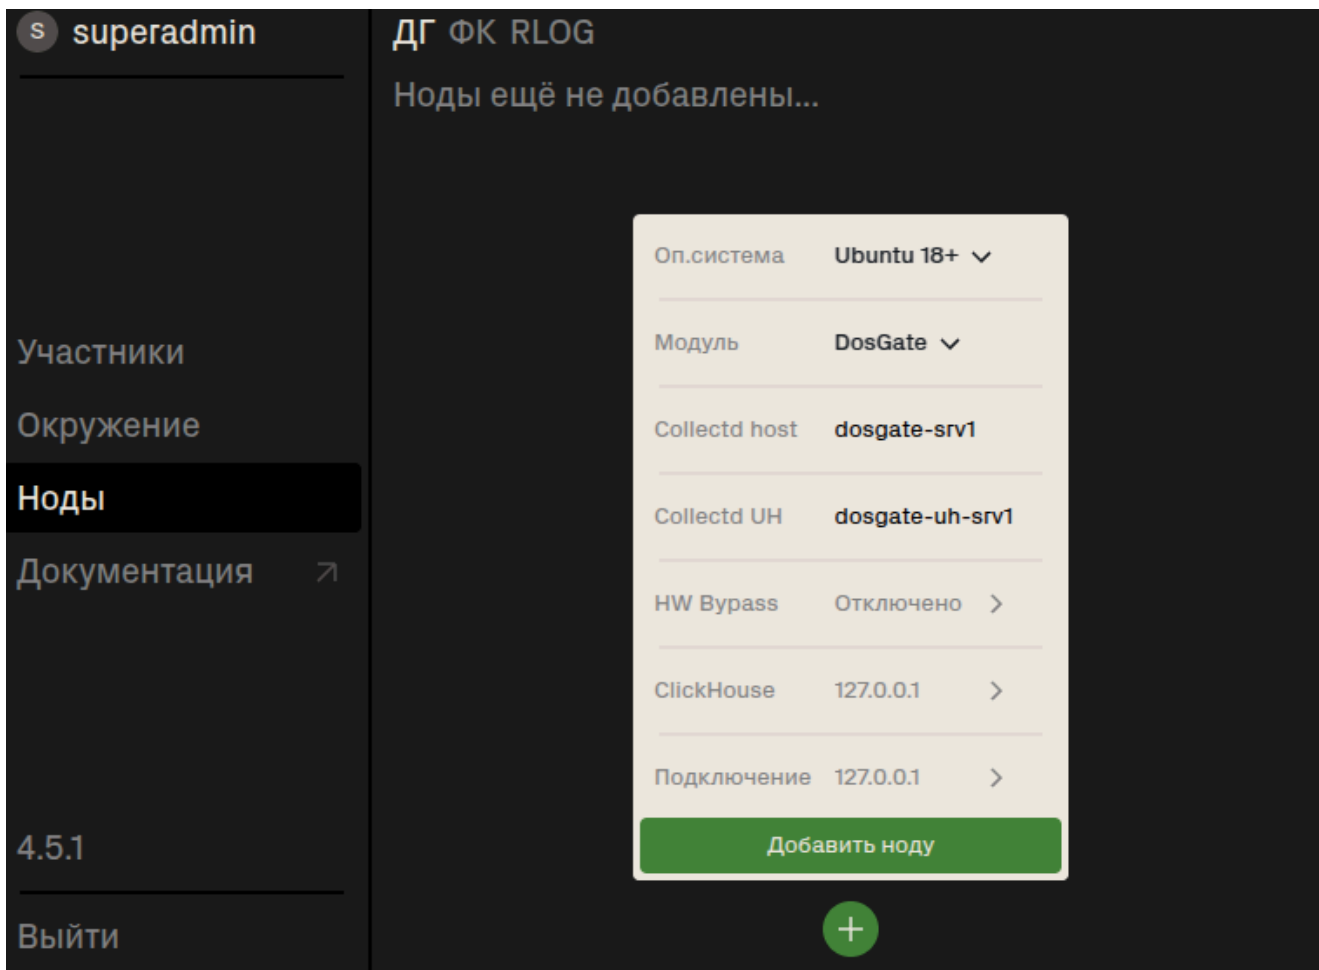 S superadmin
ДГ ФК RLOG
Ноды ещё не добавлены...
Оп.система Ubuntu 18+
Модуль DosGate
Collectd host dosgate-srv1
Collectd UH dosgate-uh-srv1
HW Bypass Отключено
ClickHouse 127.0.0.1
Подключение 127.0.0.1
Добавить ноду
Участники
Окружение
Ноды
Документация
4.5.1
Выйти